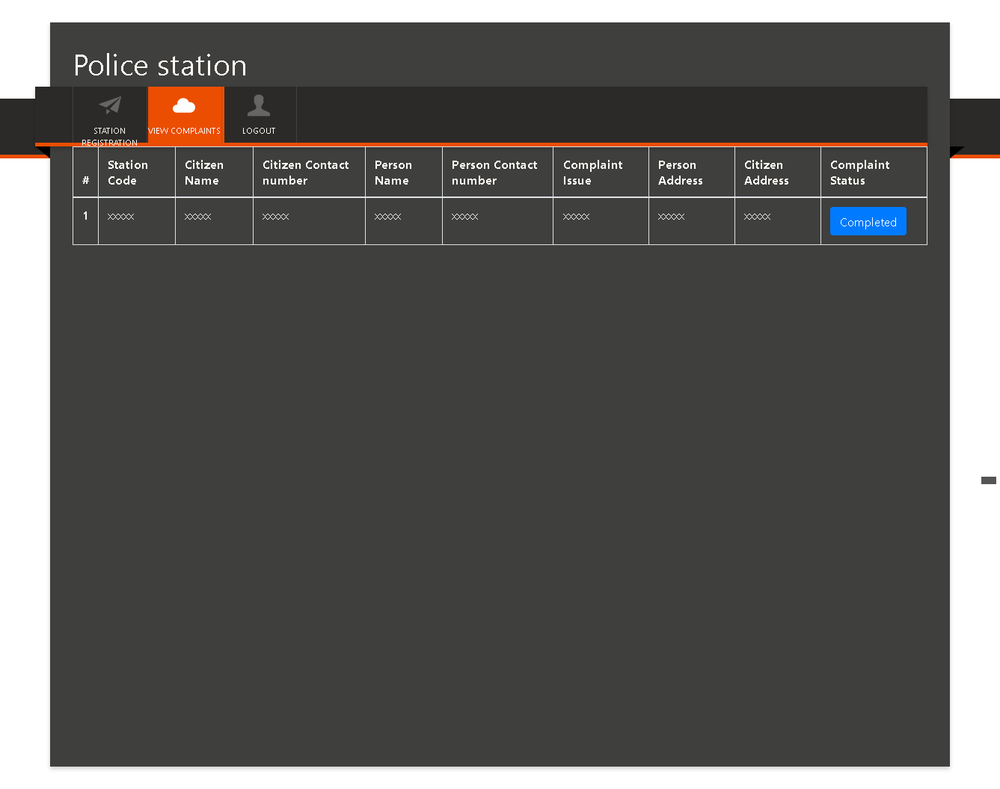 Police station
STATION
REGISTRATION
VIEW COMPLAINTS
LOGOUT
#
Station
Code
Citizen
Name
Citizen Contact
number
Person
Name
Person Contact
number
Complaint
Issue
Person
Address
Citizen
Address
Complaint
Status
1
xxxxx
xxxxx
xxxxx
xxxxx
xxxxx
xxxxx
xxxxx
xxxxx
Completed